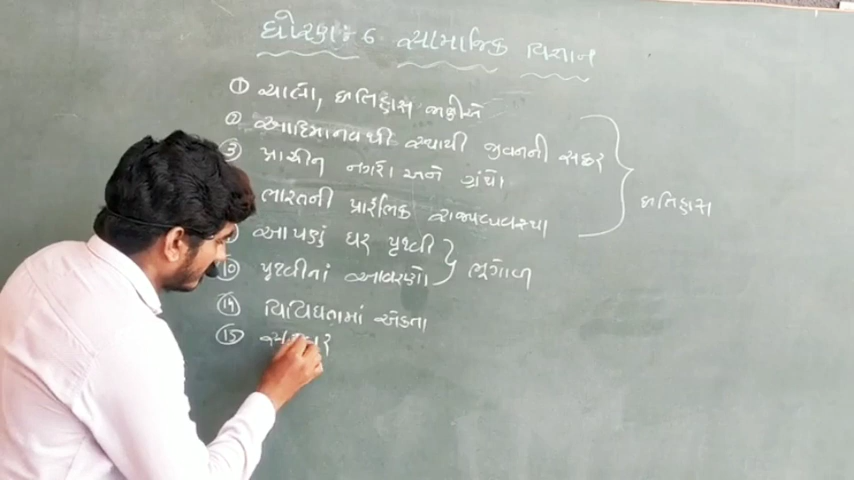 ધોરણ:- 6 સામાજિક વિજ્ઞાન
① ચાલો, ઇતિહાસ જાણીએ
② આદિમાનવથી સ્થાયી જીવનની સફર
③ પ્રાચીન નગરો અને ગ્રંથો
ભારતની પ્રારંભિક રાજ્યવ્યવસ્થા
ઇતિહાસ
આપણું ઘર પૃથ્વી
⑩ પૃથ્વીનાં આવરણો
ભૂગોળ
⑭ વિવિધતામાં એકતા
⑮ સરકાર